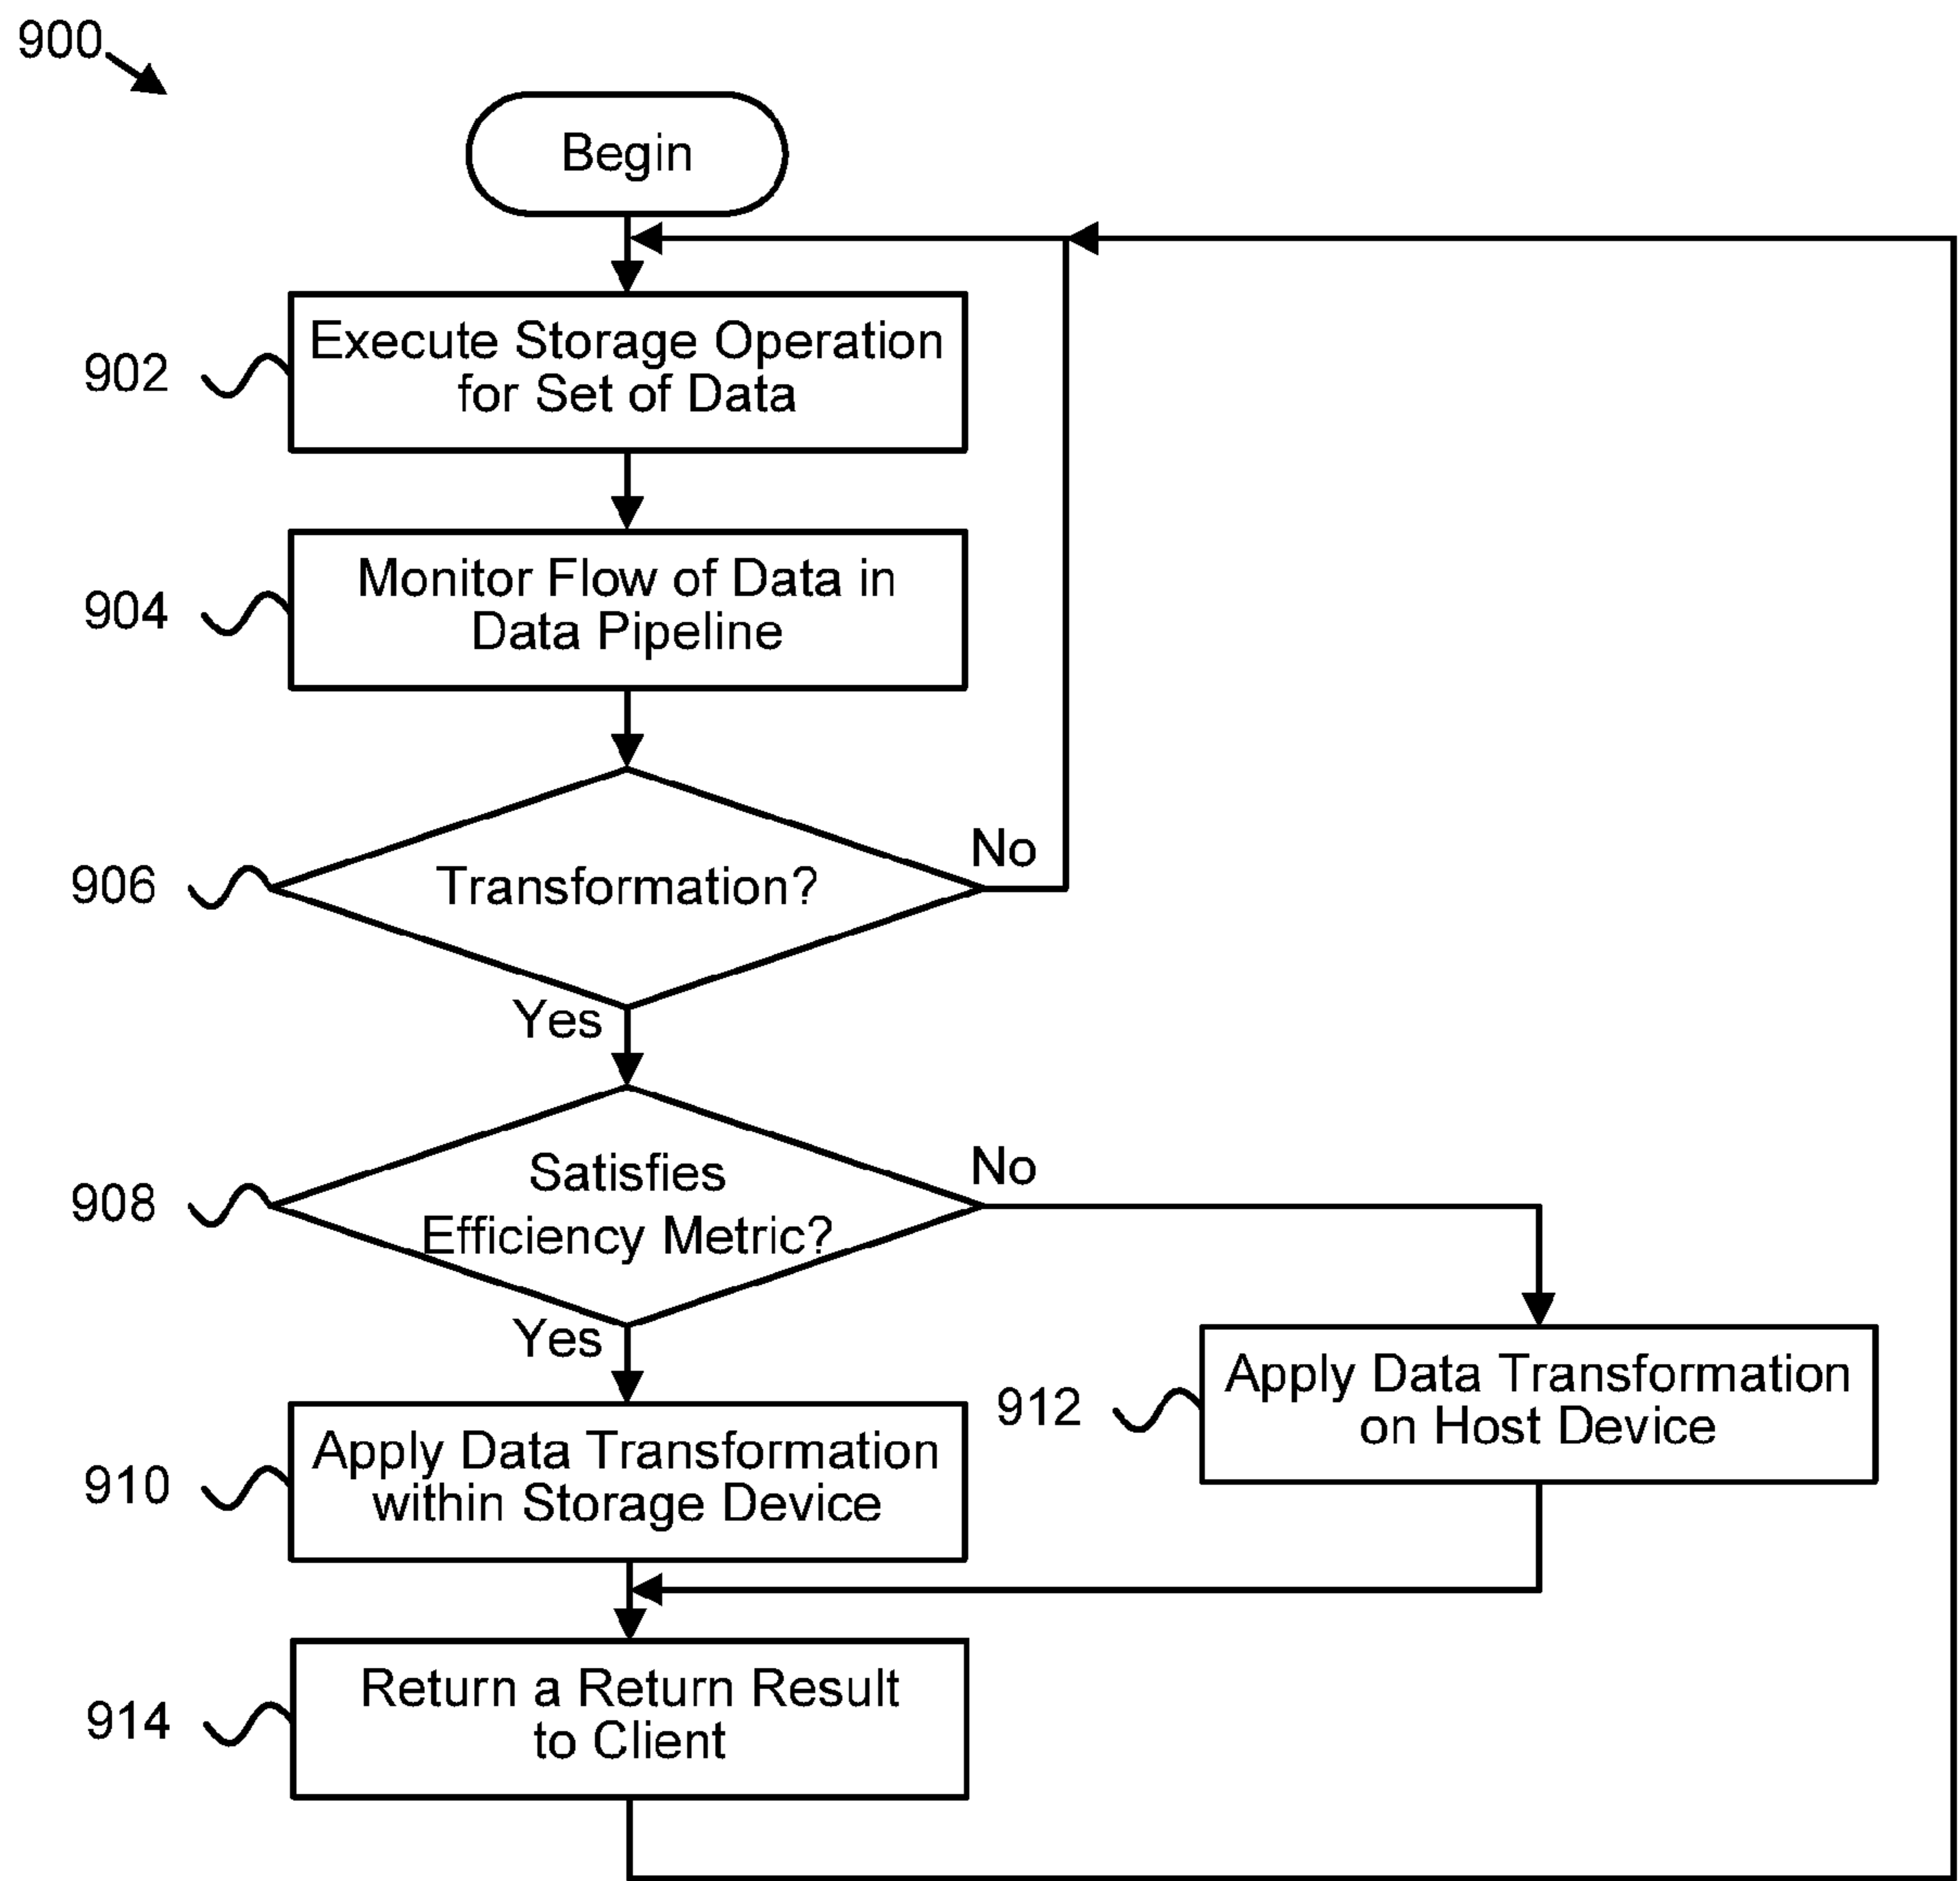 900
Begin
902
Execute Storage Operation
for Set of Data
904
Monitor Flow of Data in
Data Pipeline
906
Transformation?
No
Yes
908
Satisfies
Efficiency Metric?
No
Yes
910
Apply Data Transformation
within Storage Device
912
Apply Data Transformation
on Host Device
914
Return a Return Result
to Client